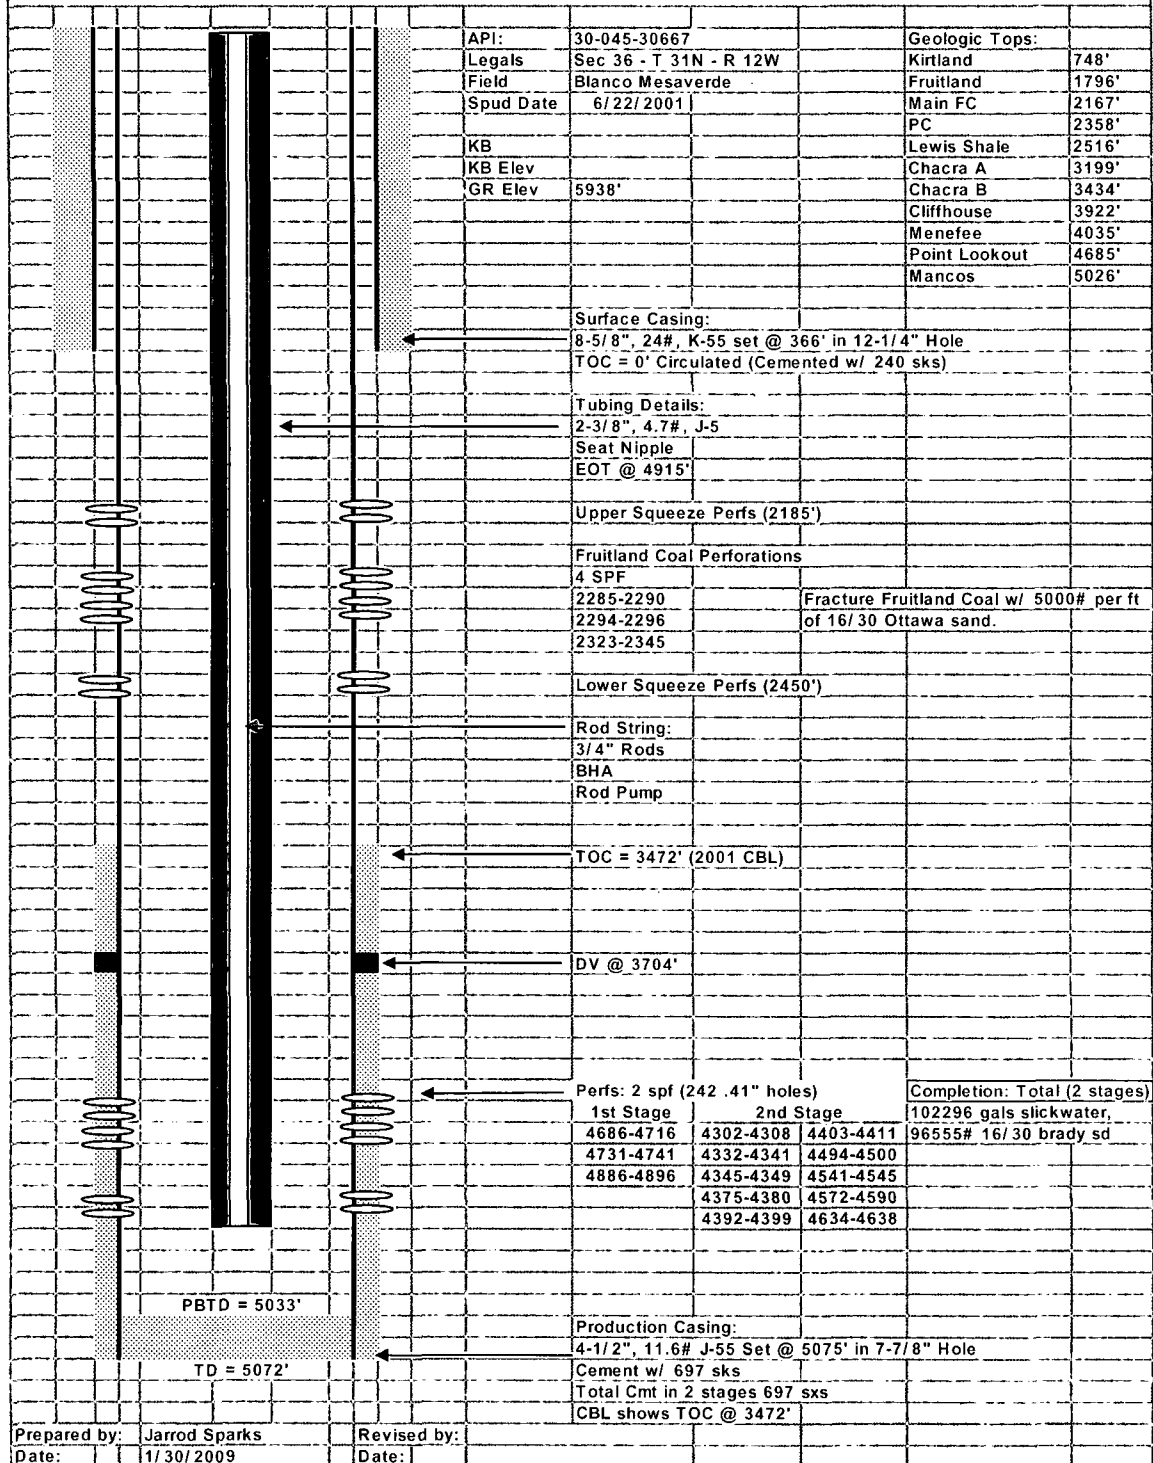 API: 30-045-30667 Geologic Tops:
Legals Sec 36 - T 31N - R 12W Kirtland 748'
Field Blanco Mesaverde Fruitland 1796'
Spud Date 6/22/2001 Main FC 2167'
PC 2358'
KB Lewis Shale 2516'
KB Elev Chacra A 3199'
GR Elev 5938' Chacra B 3434'
Cliffhouse 3922'
Menefee 4035'
Point Lookout 4685'
Mancos 5026'
Surface Casing:
8-5/8", 24#, K-55 set @ 366' in 12-1/4" Hole
TOC = 0' Circulated (Cemented w/ 240 sks)
Tubing Details:
2-3/8", 4.7#, J-5
Seat Nipple
EOT @ 4915'
Upper Squeeze Perfs (2185')
Fruitland Coal Perforations
4 SPF
2285-2290 Fracture Fruitland Coal w/ 5000# per ft
2294-2296 of 16/30 Ottawa sand.
2323-2345
Lower Squeeze Perfs (2450')
Rod String:
3/4" Rods
BHA
Rod Pump
TOC = 3472' (2001 CBL)
DV @ 3704'
Perfs: 2 spf (242 .41" holes) Completion: Total (2 stages)
1st Stage 2nd Stage 102296 gals slickwater,
4686-4716 4302-4308 4403-4411 96555# 16/30 brady sd
4731-4741 4332-4341 4494-4500
4886-4896 4345-4349 4541-4545
4375-4380 4572-4590
4392-4399 4634-4638
PBTD = 5033'
Production Casing:
4-1/2", 11.6# J-55 Set @ 5075' in 7-7/8" Hole
TD = 5072' Cement w/ 697 sks
Total Cmt in 2 stages 697 sxs
CBL shows TOC @ 3472'
Prepared by: Jarrod Sparks Revised by:
Date: 1/30/2009 Date: